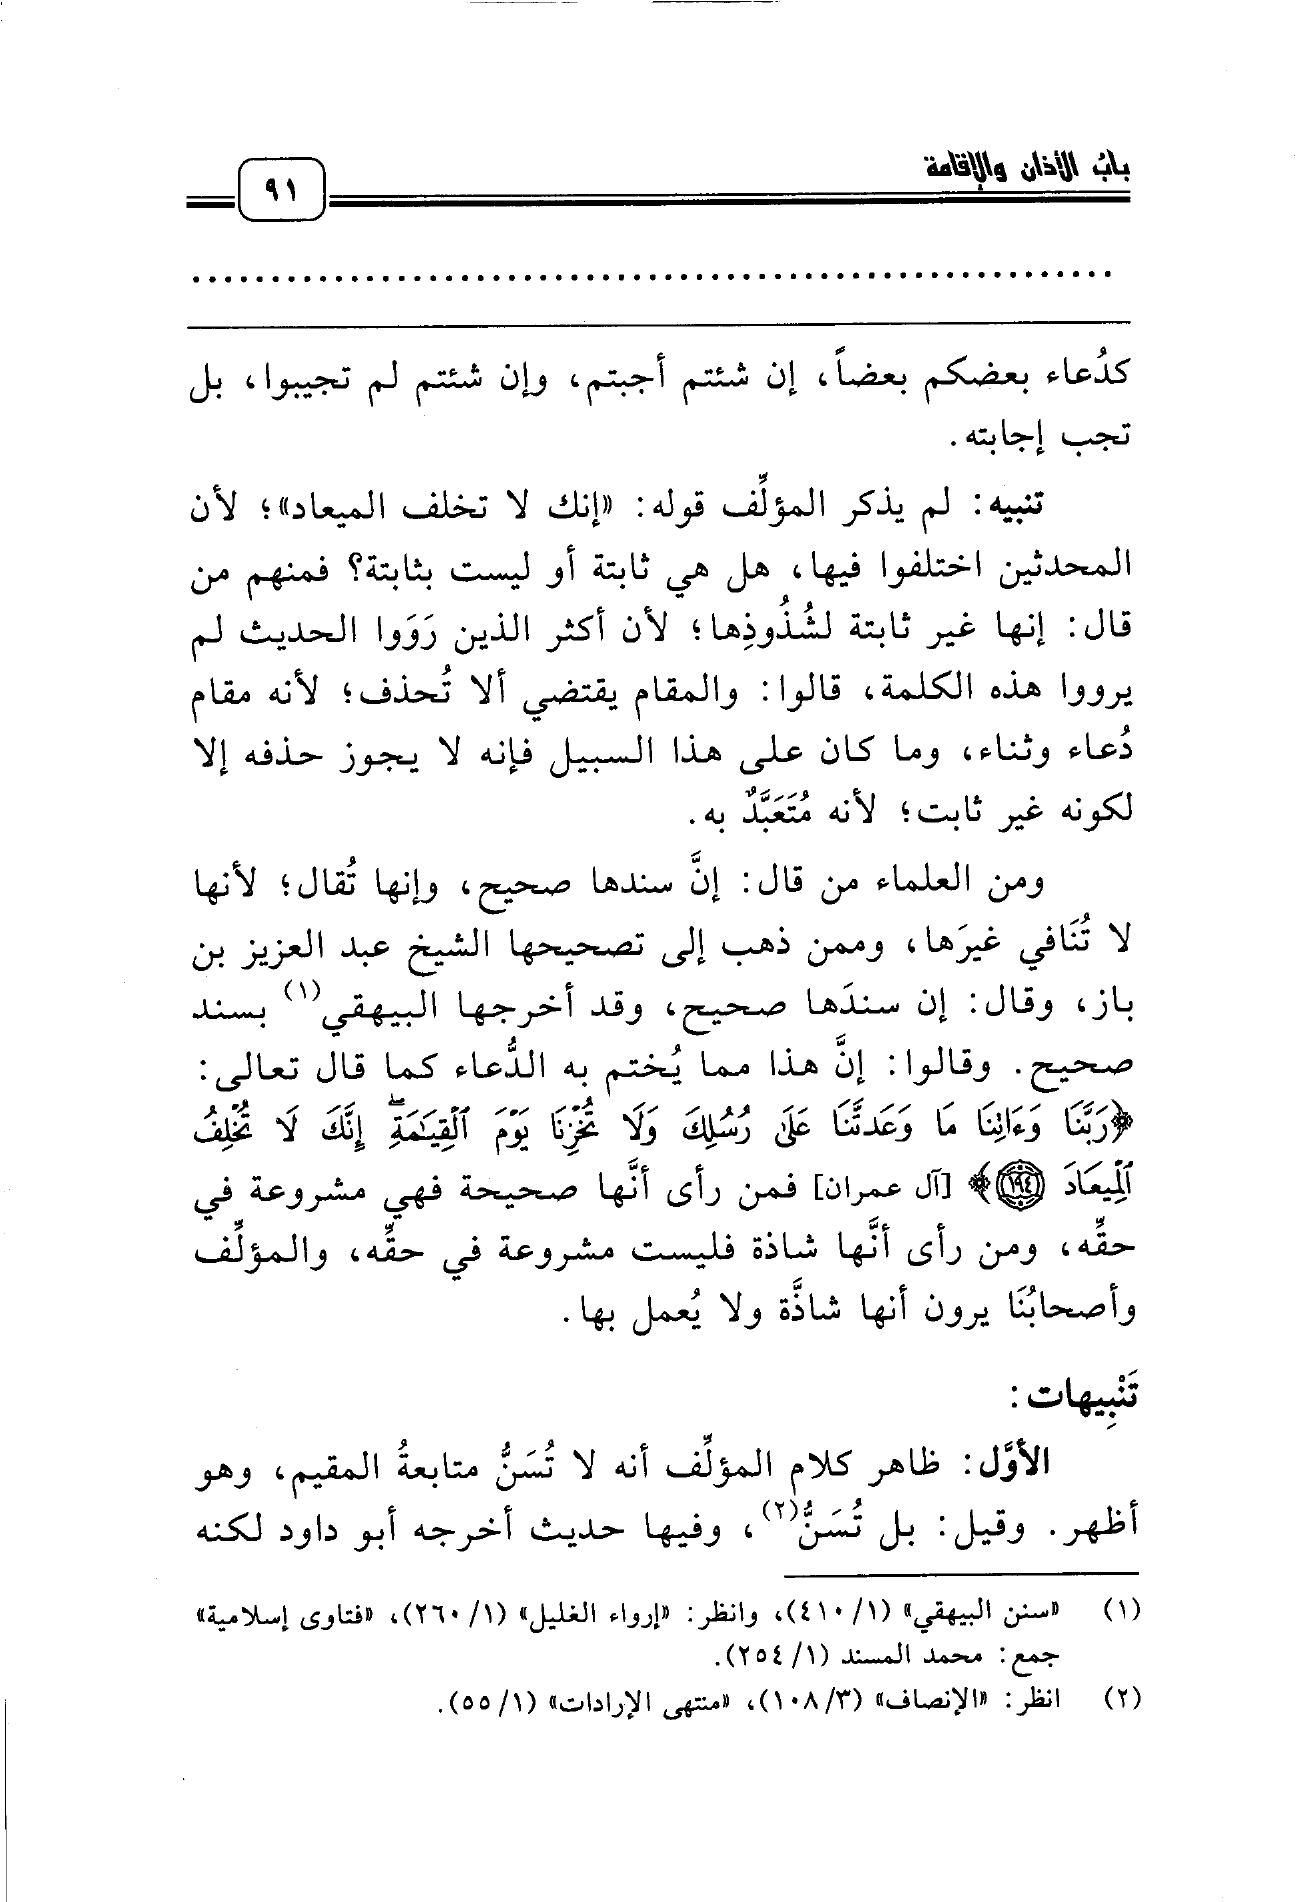 بابُ الأذان والإقامة
٩١
كدُعاء بعضكم بعضاً، إن شئتم أجبتم، وإن شئتم لم تجيبوا، بل
تجب إجابته.
تنبيه: لم يذكر المؤلِّف قوله: «إنك لا تخلف الميعاد»؛ لأن
المحدثين اختلفوا فيها، هل هي ثابتة أو ليست بثابتة؟ فمنهم من
قال: إنها غير ثابتة لشُذُوذِها؛ لأن أكثر الذين رَوَوا الحديث لم
يرووا هذه الكلمة، قالوا: والمقام يقتضي ألا تُحذف؛ لأنه مقام
دُعاء وثناء، وما كان على هذا السبيل فإنه لا يجوز حذفه إلا
لكونه غير ثابت؛ لأنه مُتَعَبَّدٌ به.
ومن العلماء من قال: إنَّ سندها صحيح، وإنها تُقال؛ لأنها
لا تُنَافي غيرَها، وممن ذهب إلى تصحيحها الشيخ عبد العزيز بن
باز، وقال: إن سندَها صحيح، وقد أخرجها البيهقي(١) بسند
صحيح. وقالوا: إنَّ هذا مما يُختم به الدُّعاء كما قال تعالى:
﴿رَبَّنَا وَءَاتِنَا مَا وَعَدتَّنَا عَلَىٰ رُسُلِكَ وَلَا تُخْزِنَا يَوْمَ ٱلْقِيَـٰمَةِۖ إِنَّكَ لَا تُخْلِفُ
ٱلْمِيعَادَ ١٩٤﴾ [آل عمران] فمن رأى أنَّها صحيحة فهي مشروعة في
حقِّه، ومن رأى أنَّها شاذة فليست مشروعة في حقِّه، والمؤلِّف
وأصحابُنَا يرون أنها شاذَّة ولا يُعمل بها.
تَنْبِيهات:
الأوَّل: ظاهر كلام المؤلِّف أنه لا تُسَنُّ متابعةُ المقيم، وهو
أظهر. وقيل: بل تُسَنُّ(٢)، وفيها حديث أخرجه أبو داود لكنه
(١) «سنن البيهقي» (١/ ٤١٠)، وانظر: «إرواء الغليل» (١/ ٢٦٠)، «فتاوى إسلامية»
جمع: محمد المسند (١/ ٢٥٤).
(٢) انظر: «الإنصاف» (٣/ ١٠٨)، «منتهى الإرادات» (١/ ٥٥).